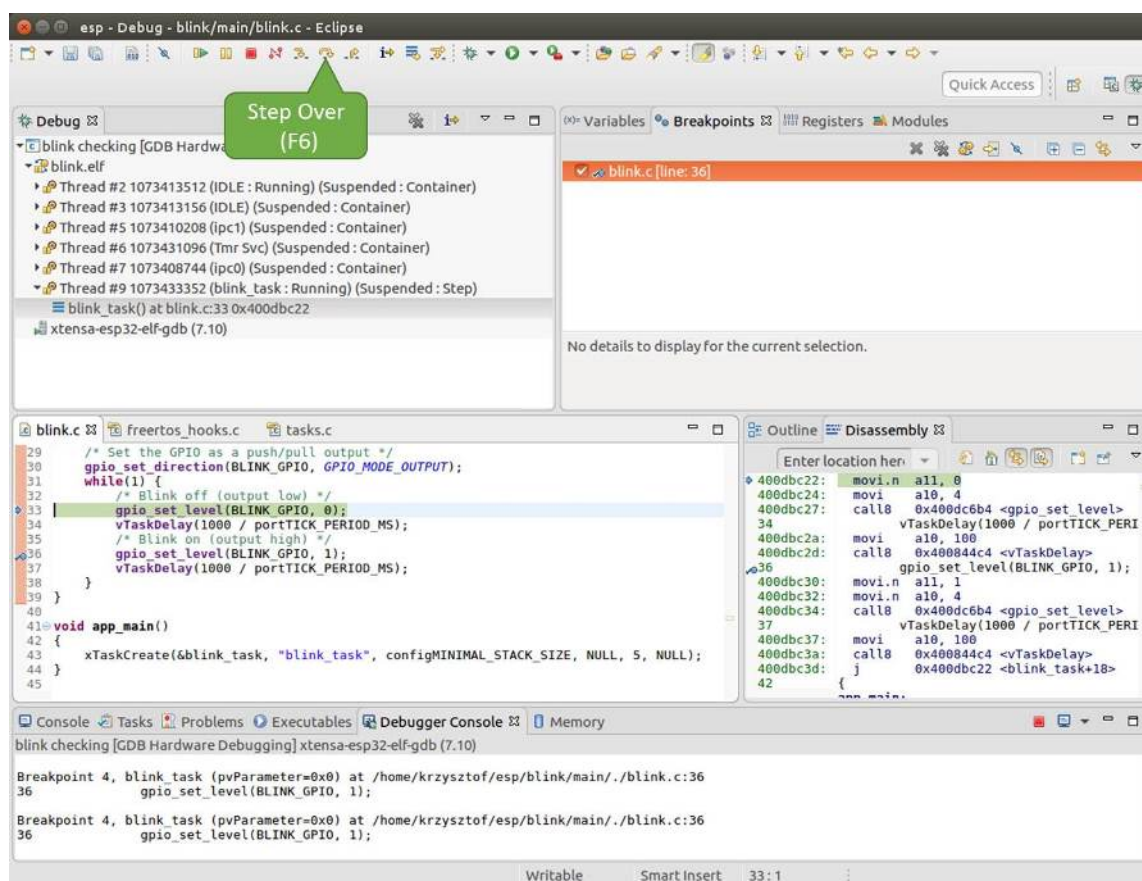 esp - Debug - blink/main/blink.c - Eclipse
Quick Access
Step Over
(F6)
Debug
blink checking [GDB Hardwa
blink.elf
Thread #2 1073413512 (IDLE : Running) (Suspended : Container)
Thread #3 1073413156 (IDLE) (Suspended : Container)
Thread #5 1073410208 (ipc1) (Suspended : Container)
Thread #6 1073431096 (Tmr Svc) (Suspended : Container)
Thread #7 1073408744 (ipc0) (Suspended : Container)
Thread #9 1073433352 (blink_task : Running) (Suspended : Step)
blink_task() at blink.c:33 0x400dbc22
xtensa-esp32-elf-gdb (7.10)
(x)= Variables Breakpoints Registers Modules
blink.c [line: 36]
No details to display for the current selection.
blink.c freertos_hooks.c tasks.c
29 /* Set the GPIO as a push/pull output */
30 gpio_set_direction(BLINK_GPIO, GPIO_MODE_OUTPUT);
31 while(1) {
32 /* Blink off (output low) */
33 gpio_set_level(BLINK_GPIO, 0);
34 vTaskDelay(1000 / portTICK_PERIOD_MS);
35 /* Blink on (output high) */
36 gpio_set_level(BLINK_GPIO, 1);
37 vTaskDelay(1000 / portTICK_PERIOD_MS);
38 }
39 }
40
41 void app_main()
42 {
43 xTaskCreate(&blink_task, "blink_task", configMINIMAL_STACK_SIZE, NULL, 5, NULL);
44 }
45
Outline Disassembly
Enter location her
400dbc22: movi.n a11, 0
400dbc24: movi a10, 4
400dbc27: call8 0x400dc6b4 <gpio_set_level>
34 vTaskDelay(1000 / portTICK_PERI
400dbc2a: movi a10, 100
400dbc2d: call8 0x400844c4 <vTaskDelay>
36 gpio_set_level(BLINK_GPIO, 1);
400dbc30: movi.n a11, 1
400dbc32: movi.n a10, 4
400dbc34: call8 0x400dc6b4 <gpio_set_level>
37 vTaskDelay(1000 / portTICK_PERI
400dbc37: movi a10, 100
400dbc3a: call8 0x400844c4 <vTaskDelay>
400dbc3d: j 0x400dbc22 <blink_task+18>
42 {
app_main:
Console Tasks Problems Executables Debugger Console Memory
blink checking [GDB Hardware Debugging] xtensa-esp32-elf-gdb (7.10)
Breakpoint 4, blink_task (pvParameter=0x0) at /home/krzysztof/esp/blink/main/./blink.c:36
36 gpio_set_level(BLINK_GPIO, 1);
Breakpoint 4, blink_task (pvParameter=0x0) at /home/krzysztof/esp/blink/main/./blink.c:36
36 gpio_set_level(BLINK_GPIO, 1);
Writable Smart Insert 33 : 1